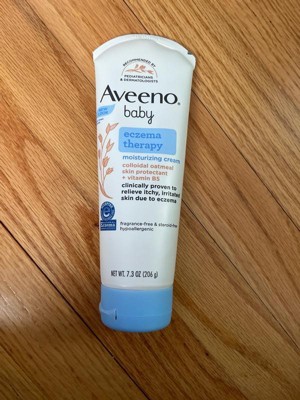 RECOMMENDED BY
PEDIATRICIANS
& DERMATOLOGISTS
Aveeno®
baby
eczema
therapy
moisturizing cream
colloidal oatmeal
skin protectant
+ vitamin B5
clinically proven to
relieve itchy, irritated
skin due to eczema
fragrance-free & steroid-free
hypoallergenic
NET WT. 7.3 OZ (206 g)